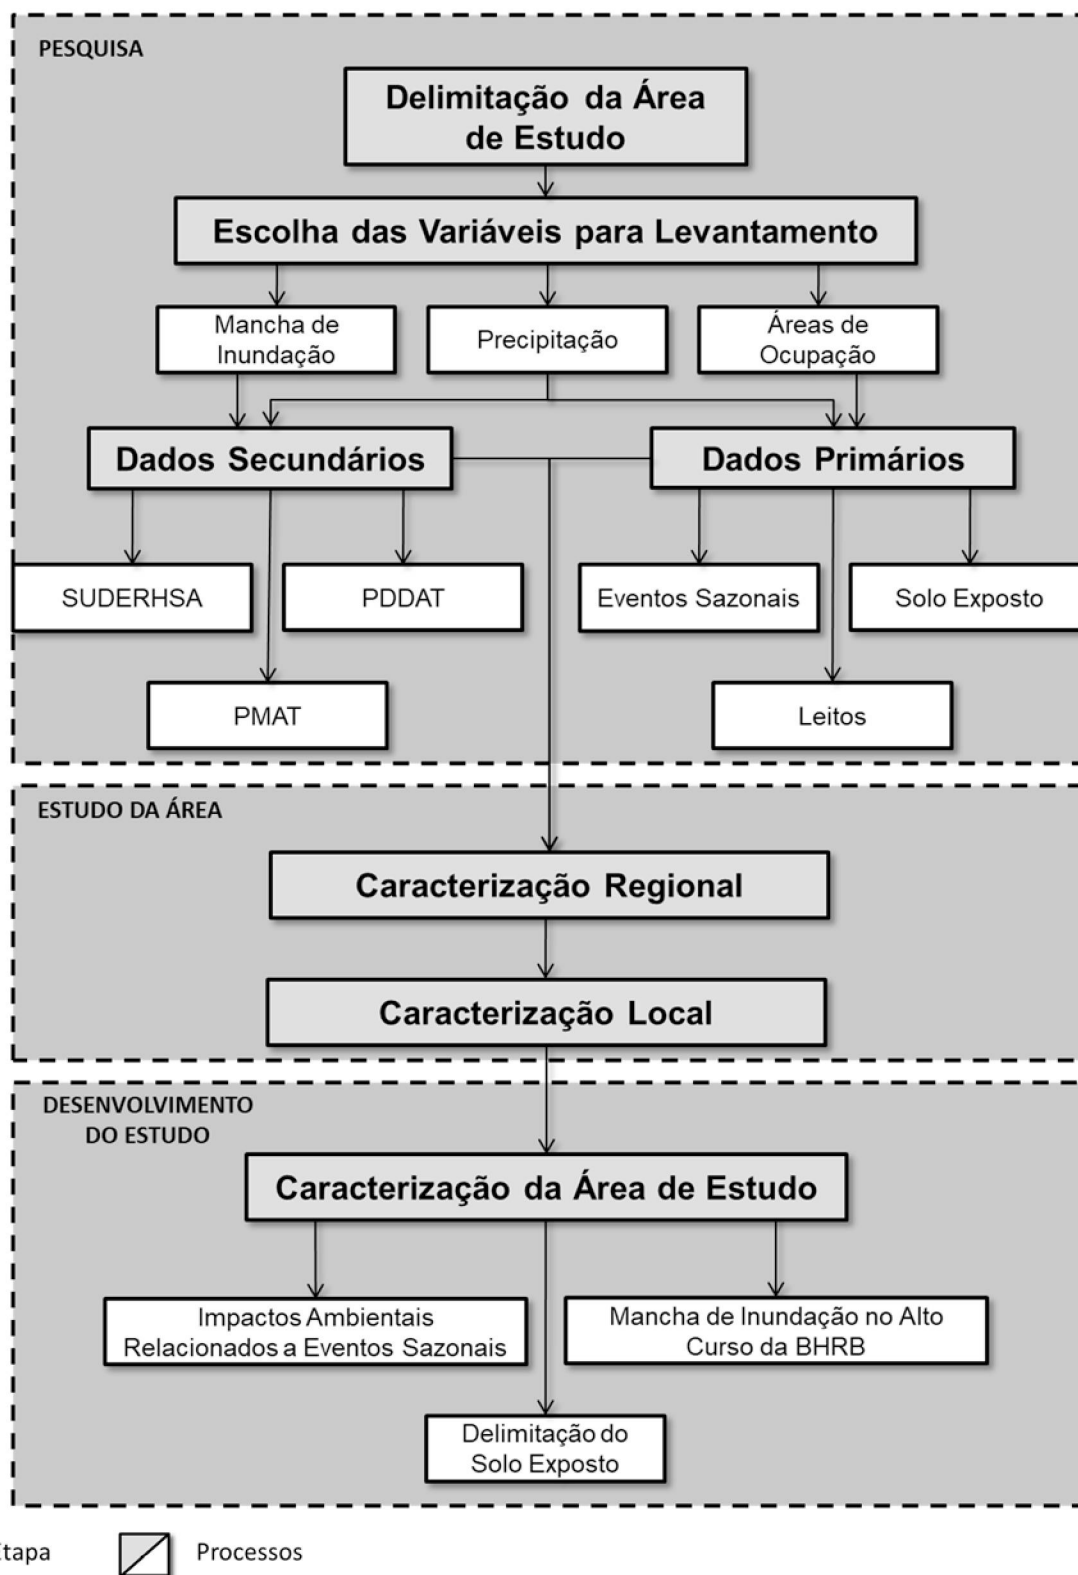 PESQUISA
Delimitação da Área
de Estudo
Escolha das Variáveis para Levantamento
Mancha de
Inundação
Precipitação
Áreas de
Ocupação
Dados Secundários
Dados Primários
SUDERHSA
PDDAT
Eventos Sazonais
Solo Exposto
PMAT
Leitos
ESTUDO DA ÁREA
Caracterização Regional
Caracterização Local
DESENVOLVIMENTO
DO ESTUDO
Caracterização da Área de Estudo
Impactos Ambientais
Relacionados a Eventos Sazonais
Mancha de Inundação no Alto
Curso da BHRB
Delimitação do
Solo Exposto
Etapa
Processos